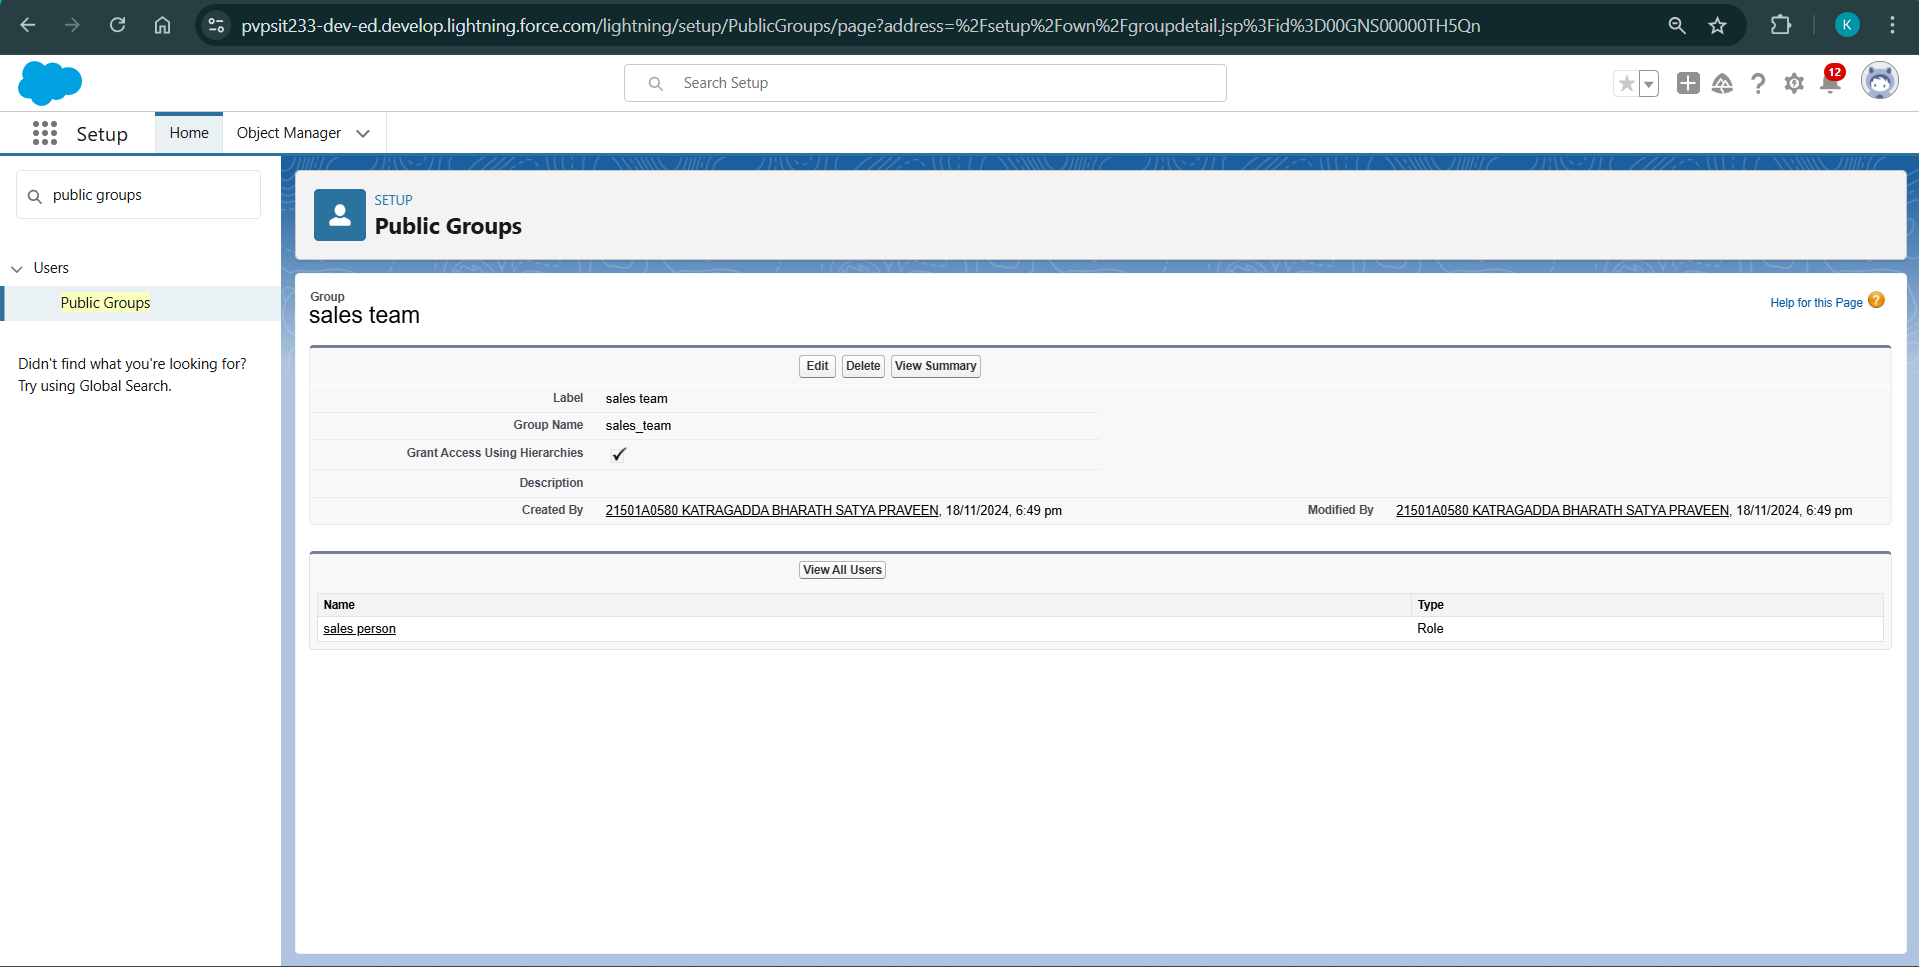 pvpsit233-dev-ed.develop.lightning.force.com/lightning/setup/PublicGroups/page?address=%2Fsetup%2Fown%2Fgroupdetail.jsp%3Fid%3D00GNS00000TH5Qn
K
Search Setup
12
Setup
Home
Object Manager
public groups
Users
Public Groups
Didn't find what you're looking for?
Try using Global Search.
SETUP
Public Groups
Group
sales team
Help for this Page ?
Edit Delete View Summary
Label sales team
Group Name sales_team
Grant Access Using Hierarchies
Description
Created By 21501A0580 KATRAGADDA BHARATH SATYA PRAVEEN, 18/11/2024, 6:49 pm Modified By 21501A0580 KATRAGADDA BHARATH SATYA PRAVEEN, 18/11/2024, 6:49 pm
View All Users
Name Type
sales person Role